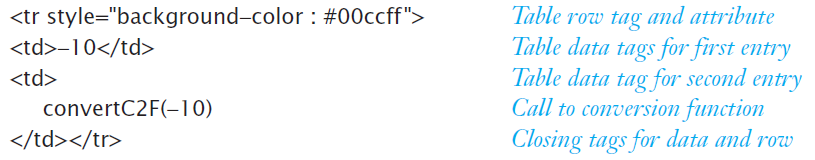 <tr style="background–color : #00ccff"> Table row tag and attribute
<td>–10</td> Table data tags for first entry
<td> Table data tag for second entry
convertC2F(–10) Call to conversion function
</td></tr> Closing tags for data and row